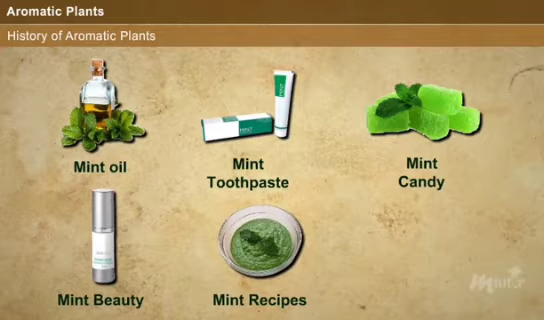 Aromatic Plants
History of Aromatic Plants
Mint oil
Mint
Toothpaste
Mint
Candy
Mint Beauty
Mint Recipes